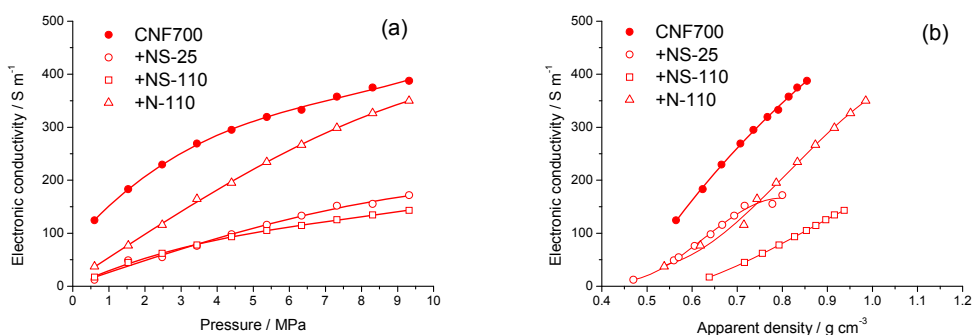 500
400
300
200
100
0
Electronic conductivity / S m⁻¹
CNF700
+NS-25
+NS-110
+N-110
(a)
0 1 2 3 4 5 6 7 8 9 10
Pressure / MPa
500
400
300
200
100
0
Electronic conductivity / S m⁻¹
CNF700
+NS-25
+NS-110
+N-110
(b)
0.4 0.5 0.6 0.7 0.8 0.9 1.0 1.1 1.2
Apparent density / g cm⁻³